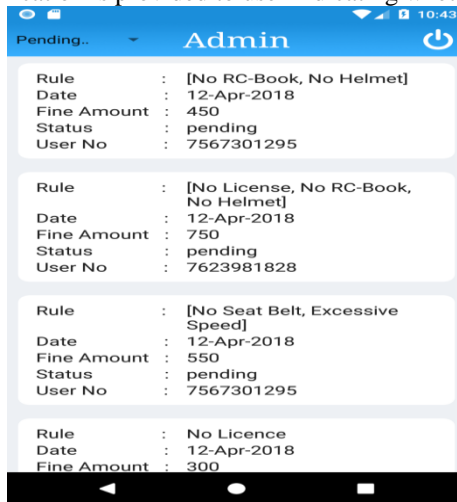 10:43
Pending.. Admin
Rule : [No RC-Book, No Helmet]
Date : 12-Apr-2018
Fine Amount : 450
Status : pending
User No : 7567301295
Rule : [No License, No RC-Book,
No Helmet]
Date : 12-Apr-2018
Fine Amount : 750
Status : pending
User No : 7623981828
Rule : [No Seat Belt, Excessive
Speed]
Date : 12-Apr-2018
Fine Amount : 550
Status : pending
User No : 7567301295
Rule : No Licence
Date : 12-Apr-2018
Fine Amount : 300